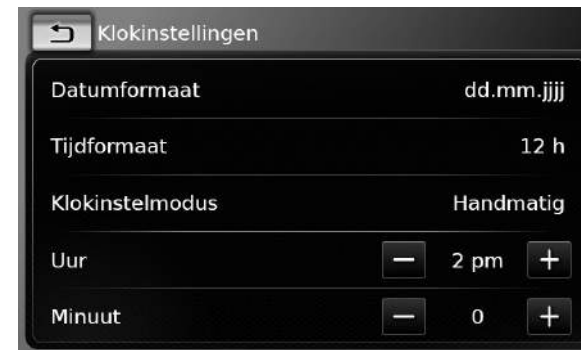 Klokinstellingen
Datumformaat dd.mm.jjjj
Tijdformaat 12 h
Klokinstelmodus Handmatig
Uur − 2 pm +
Minuut − 0 +